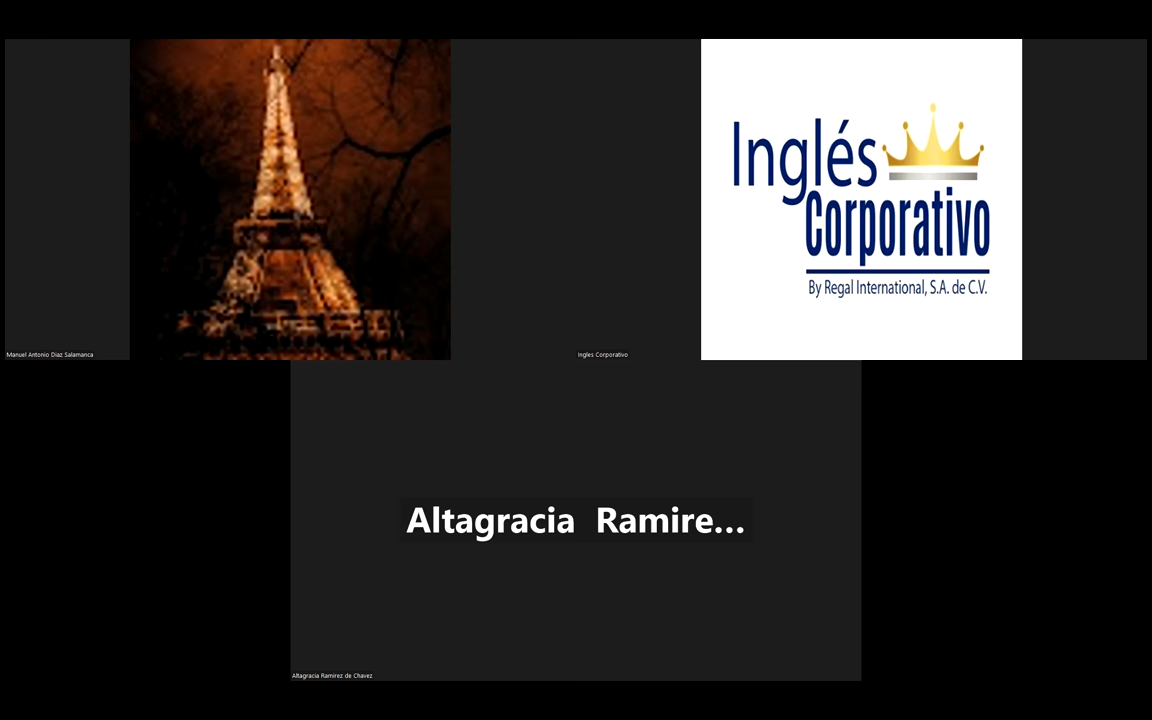 Inglés
Corporativo
By Regal International, S.A. de C.V.
Manuel Antonio Diaz Salamanca
Ingles Corporativo
Altagracia Ramire...
Altagracia Ramirez de Chavez